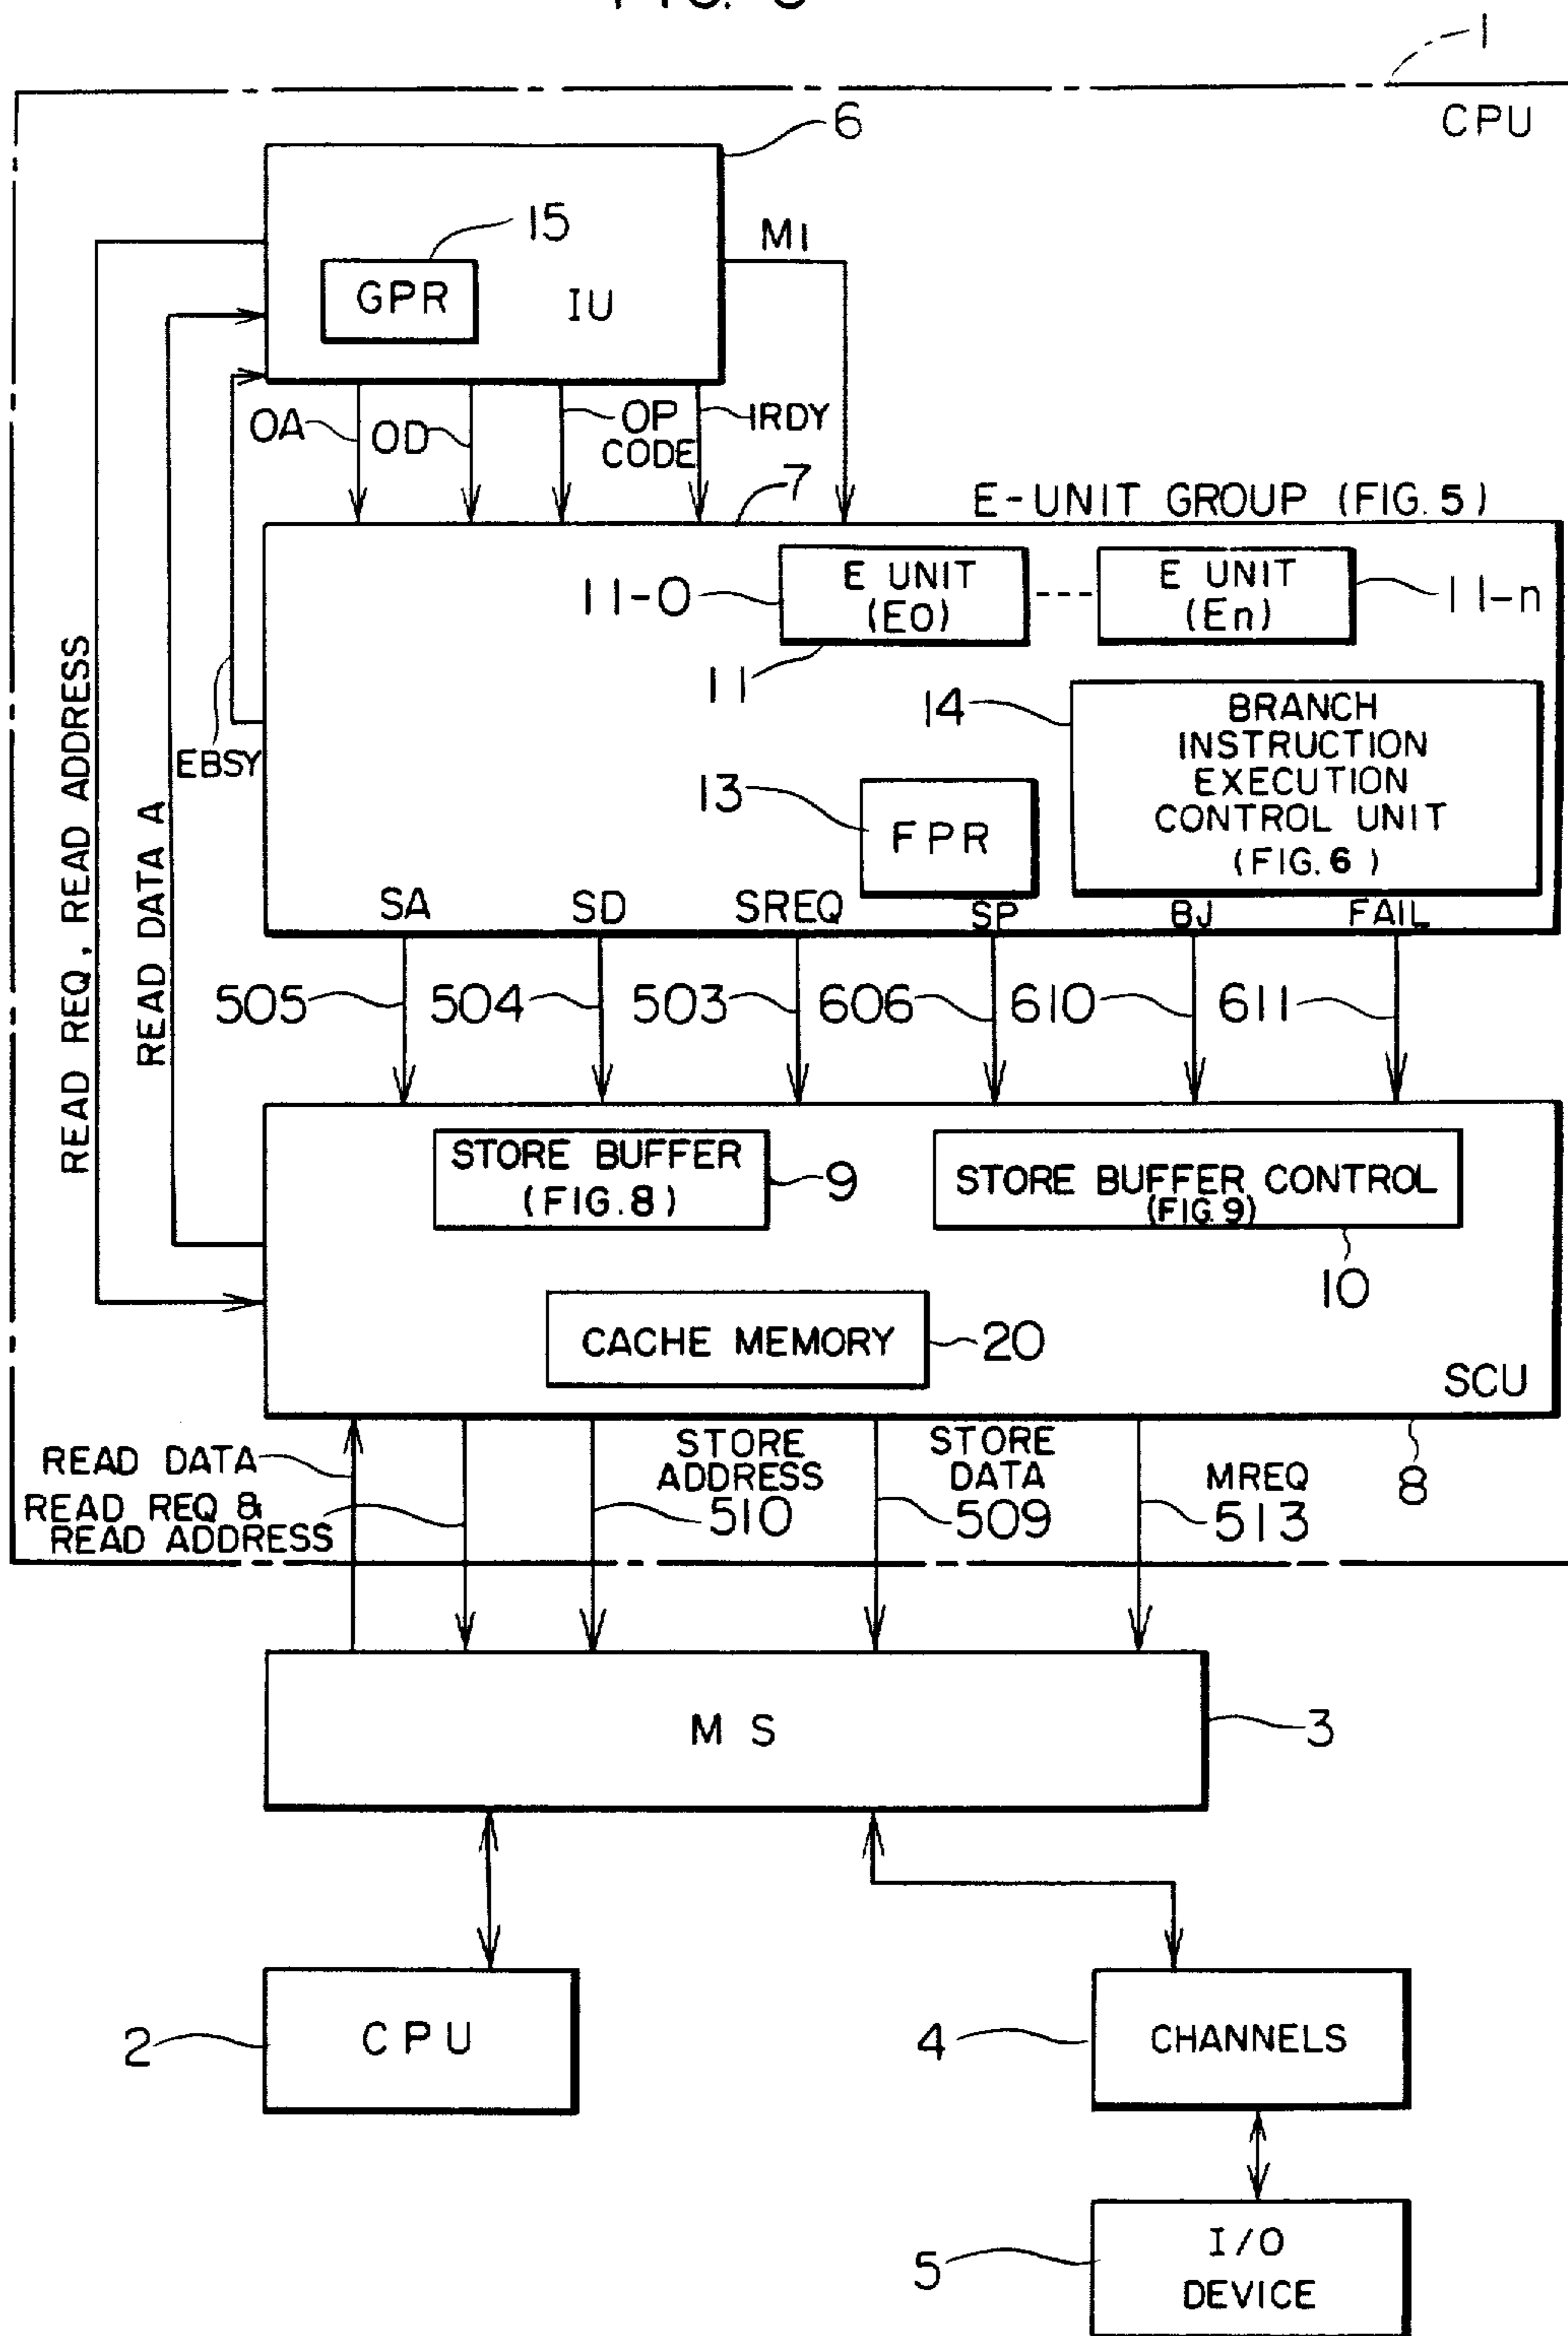 1
CPU
6
15
GPR
IU
M1
OA
OD
OP
CODE
IRDY
7
E-UNIT GROUP (FIG. 5)
11-0
E UNIT
(E0)
E UNIT
(En)
11-n
11
14
BRANCH
INSTRUCTION
EXECUTION
CONTROL UNIT
(FIG. 6 )
EBSY
13
FPR
READ REQ, READ ADDRESS
READ DATA A
SA
SD
SREQ
SP
BJ
FAIL
505
504
503
606
610
611
STORE BUFFER
(FIG. 8)
9
STORE BUFFER CONTROL
(FIG. 9)
10
CACHE MEMORY
20
SCU
8
READ DATA
READ REQ &
READ ADDRESS
STORE
ADDRESS
510
STORE
DATA
509
MREQ
513
MS
3
2
CPU
4
CHANNELS
5
I/O
DEVICE